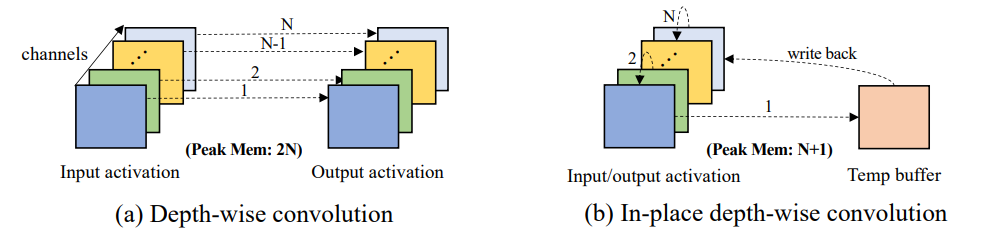 channels
N
N-1
2
1
(Peak Mem: 2N)
Input activation
Output activation
(a) Depth-wise convolution
N
2
write back
1
(Peak Mem: N+1)
Input/output activation
Temp buffer
(b) In-place depth-wise convolution